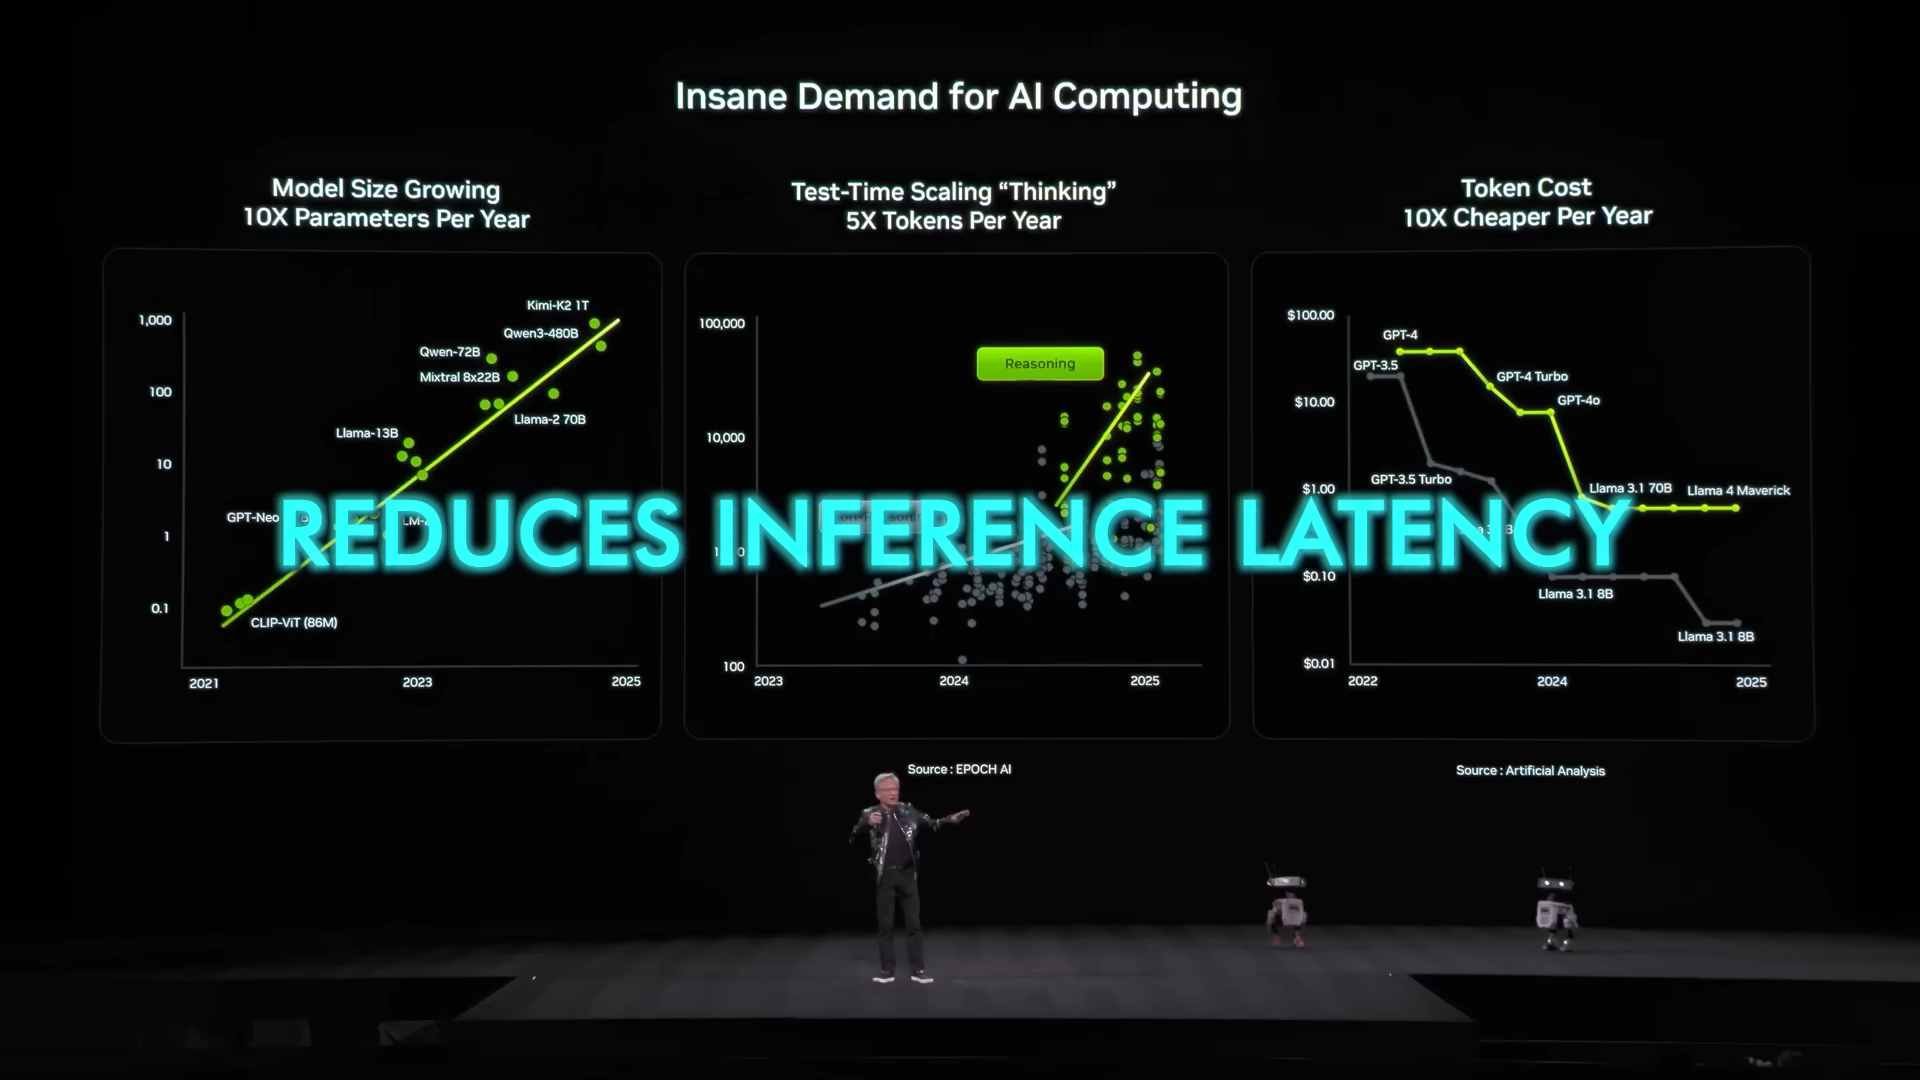 Insane Demand for AI Computing
Model Size Growing
10X Parameters Per Year
1,000
100
10
1
0.1
Kimi-K2 1T
Qwen3-480B
Qwen-72B
Mixtral 8x22B
Llama-2 70B
Llama-13B
GPT-Neo
CLIP-ViT (86M)
2021
2023
2025
Test-Time Scaling “Thinking”
5X Tokens Per Year
100,000
10,000
100
Reasoning
2023
2024
2025
Source : EPOCH AI
Token Cost
10X Cheaper Per Year
$100.00
$10.00
$1.00
$0.10
$0.01
GPT-4
GPT-3.5
GPT-4 Turbo
GPT-4o
GPT-3.5 Turbo
Llama 3.1 70B
Llama 4 Maverick
Llama 3.1 8B
Llama 3.1 8B
2022
2024
2025
Source : Artificial Analysis
REDUCES INFERENCE LATENCY